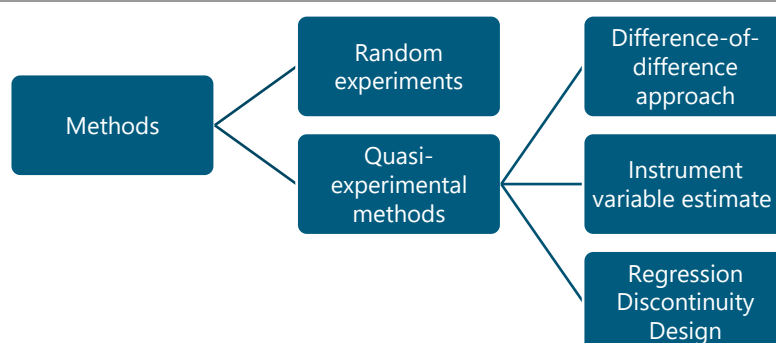 Methods
Random
experiments
Quasi-
experimental
methods
Difference-of-
difference
approach
Instrument
variable estimate
Regression
Discontinuity
Design